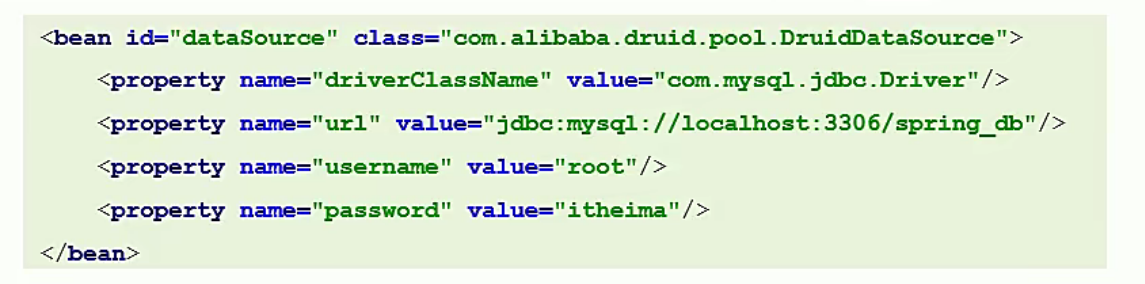 <bean id="dataSource" class="com.alibaba.druid.pool.DruidDataSource">
<property name="driverClassName" value="com.mysql.jdbc.Driver"/>
<property name="url" value="jdbc:mysql://localhost:3306/spring_db"/>
<property name="username" value="root"/>
<property name="password" value="itheima"/>
</bean>